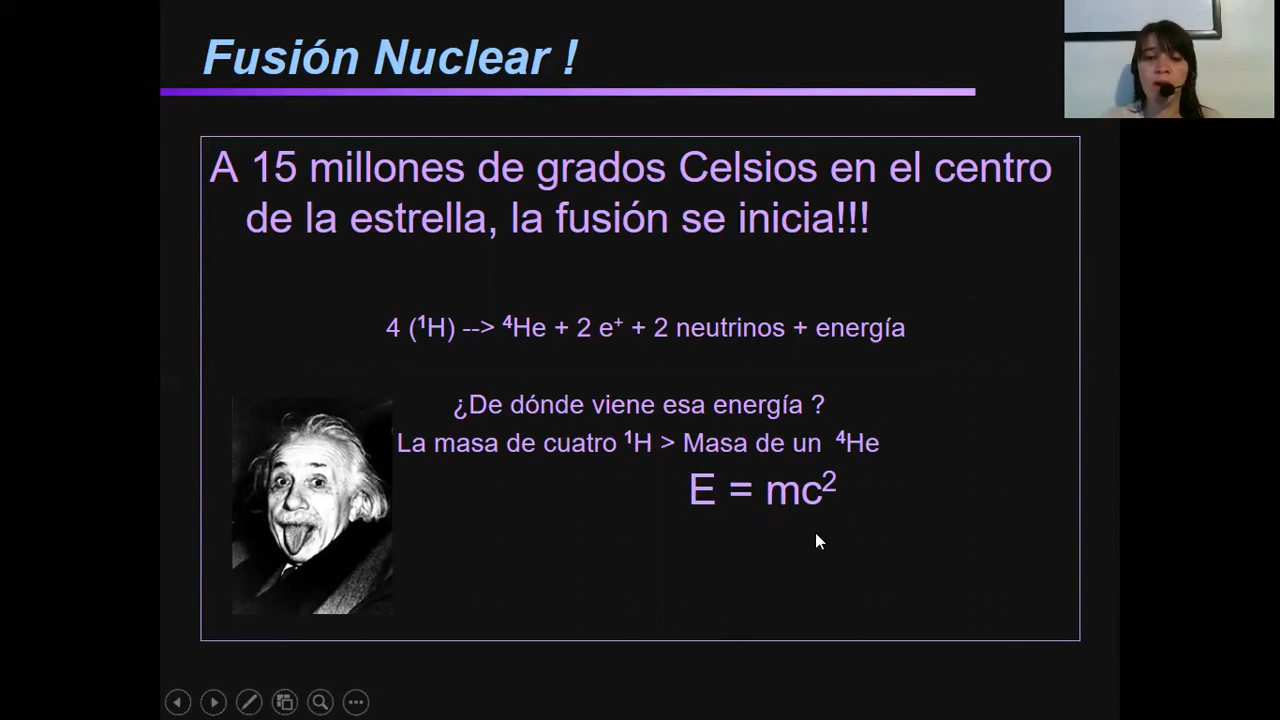 Fusión Nuclear !
A 15 millones de grados Celsios en el centro
de la estrella, la fusión se inicia!!!
4 (¹H) --> ⁴He + 2 e⁺ + 2 neutrinos + energía
¿De dónde viene esa energía ?
La masa de cuatro ¹H > Masa de un ⁴He
E = mc²